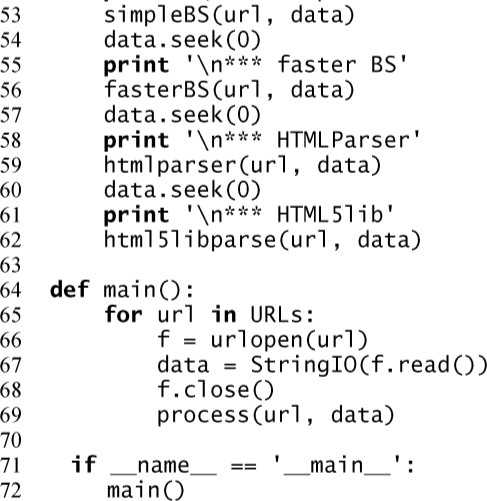 53 simpleBS(url, data)
54 data.seek(0)
55 print '\n*** faster BS'
56 fasterBS(url, data)
57 data.seek(0)
58 print '\n*** HTMLParser'
59 htmlparser(url, data)
60 data.seek(0)
61 print '\n*** HTML5lib'
62 html5libparse(url, data)
63
64 def main():
65 for url in URLs:
66 f = urlopen(url)
67 data = StringIO(f.read())
68 f.close()
69 process(url, data)
70
71 if __name__ == '__main__':
72 main()